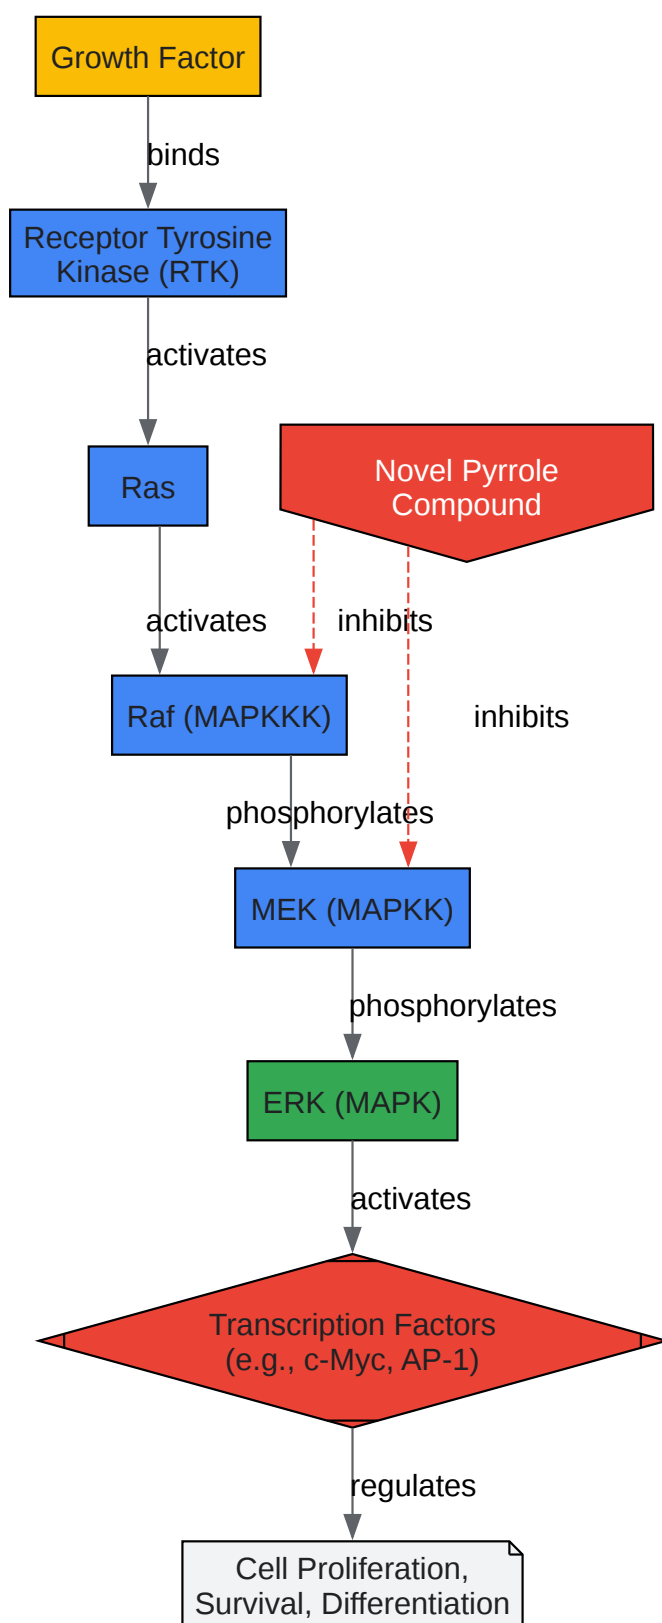 Growth Factor
binds
Receptor Tyrosine
Kinase (RTK)
activates
Ras
Novel Pyrrole
Compound
activates
inhibits
Raf (MAPKKK)
inhibits
phosphorylates
MEK (MAPKK)
phosphorylates
ERK (MAPK)
activates
Transcription Factors
(e.g., c-Myc, AP-1)
regulates
Cell Proliferation,
Survival, Differentiation